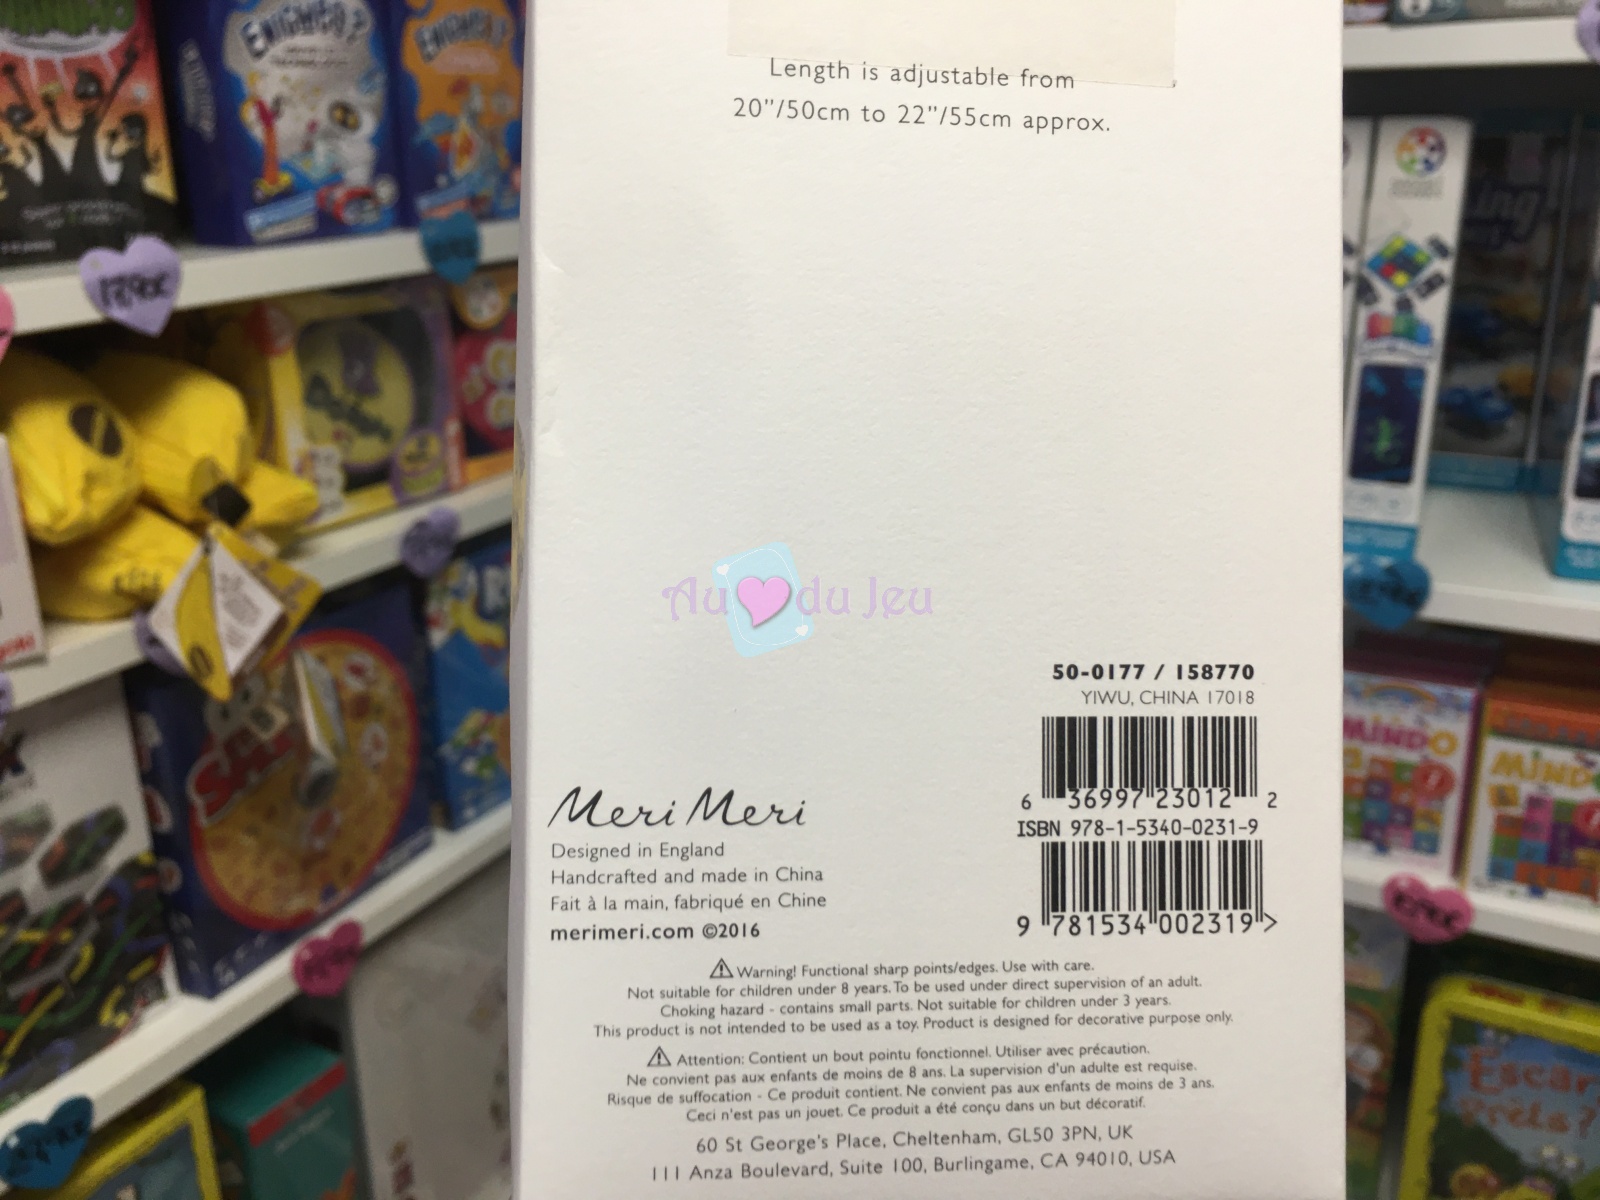 Length is adjustable from
20"/50cm to 22"/55cm approx.
Au du Jeu
50-0177 / 158770
YIWU, CHINA 17018
6 36997 23012 2
ISBN 978-1-5340-0231-9
9 781534 002319 >
Meri Meri
Designed in England
Handcrafted and made in China
Fait à la main, fabriqué en Chine
merimeri.com ©2016
⚠ Warning! Functional sharp points/edges. Use with care.
Not suitable for children under 8 years. To be used under direct supervision of an adult.
Choking hazard - contains small parts. Not suitable for children under 3 years.
This product is not intended to be used as a toy. Product is designed for decorative purpose only.
⚠ Attention: Contient un bout pointu fonctionnel. Utiliser avec précaution.
Ne convient pas aux enfants de moins de 8 ans. La supervision d'un adulte est requise.
Risque de suffocation - Ce produit contient. Ne convient pas aux enfants de moins de 3 ans.
Ceci n'est pas un jouet. Ce produit a été conçu dans un but décoratif.
60 St George's Place, Cheltenham, GL50 3PN, UK
111 Anza Boulevard, Suite 100, Burlingame, CA 94010, USA
MINDO